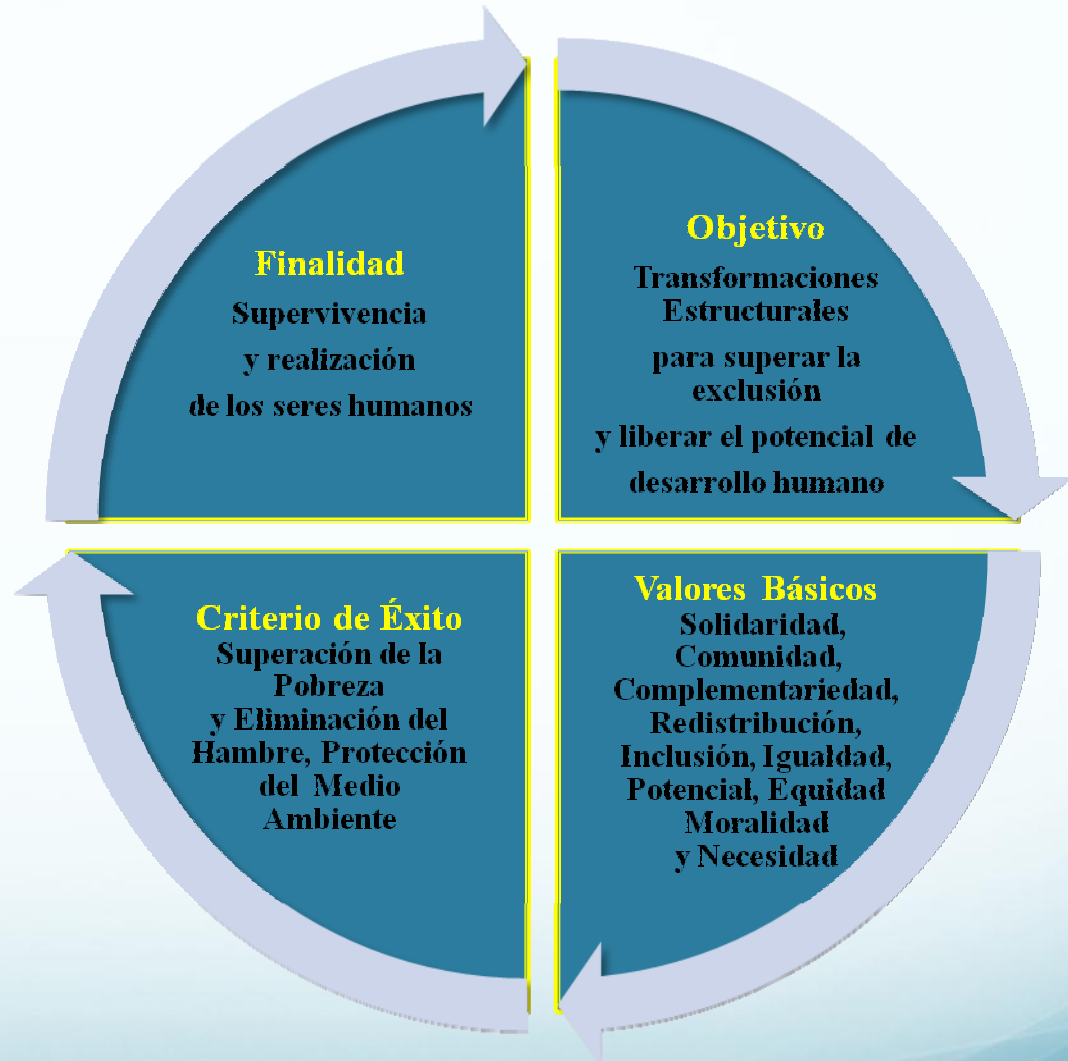 Finalidad
Supervivencia
y realización
de los seres humanos
Objetivo
Transformaciones
Estructurales
para superar la
exclusión
y liberar el potencial de
desarrollo humano
Criterio de Éxito
Superación de la
Pobreza
y Eliminación del
Hambre, Protección
del Medio
Ambiente
Valores Básicos
Solidaridad,
Comunidad,
Complementariedad,
Redistribución,
Inclusión, Igualdad,
Potencial, Equidad
Moralidad
y Necesidad